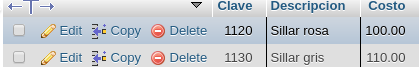 Clave Descripcion Costo
Edit Copy Delete 1120 Sillar rosa 100.00
Edit Copy Delete 1130 Sillar gris 110.00